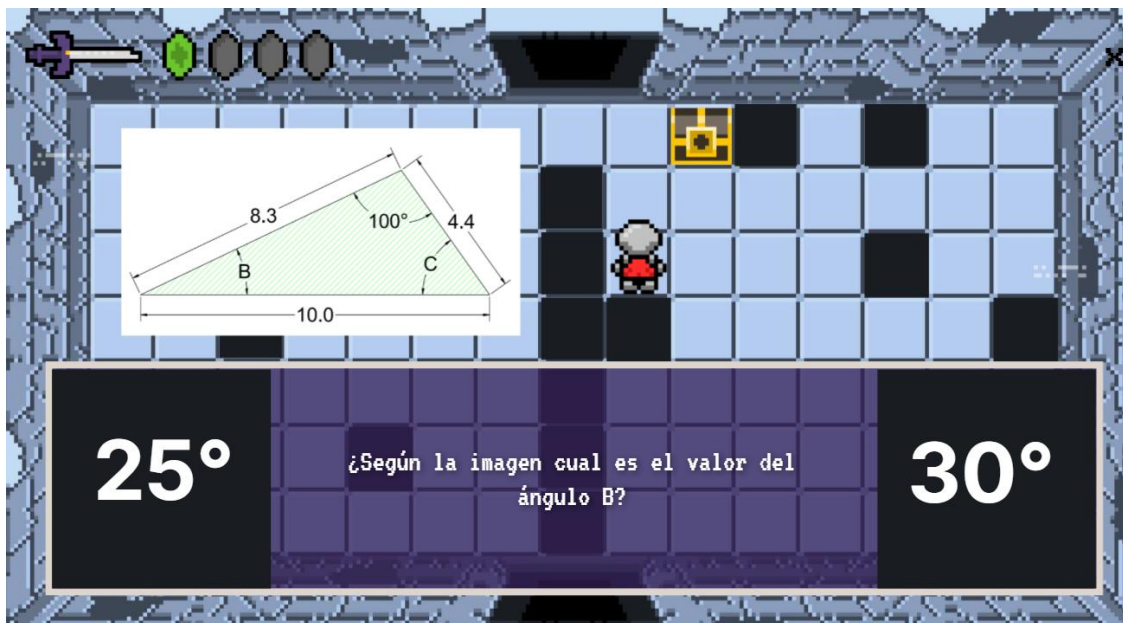 X
8.3
100°
4.4
B
C
10.0
25°
¿Según la imagen cual es el valor del
ángulo B?
30°